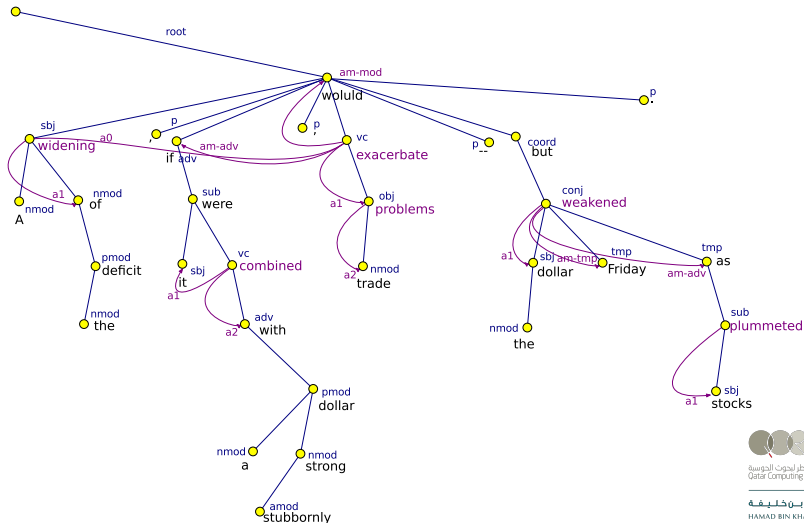 root
am-mod
woluld
p
.
sbj
widening
a0
p
,
am-adv
if
adv
p
,
vc
exacerbate
p
--
coord
but
nmod
A
a1
nmod
of
sub
were
a1
obj
problems
conj
weakened
pmod
deficit
sbj
it
a1
vc
combined
a2
nmod
trade
a1
sbj
dollar
am-tmp
tmp
Friday
am-adv
tmp
as
nmod
the
a2
adv
with
nmod
the
sub
plummeted
pmod
dollar
a1
sbj
stocks
nmod
a
nmod
strong
amod
stubbornly
Qatar Computing
HAMAD BIN KHA